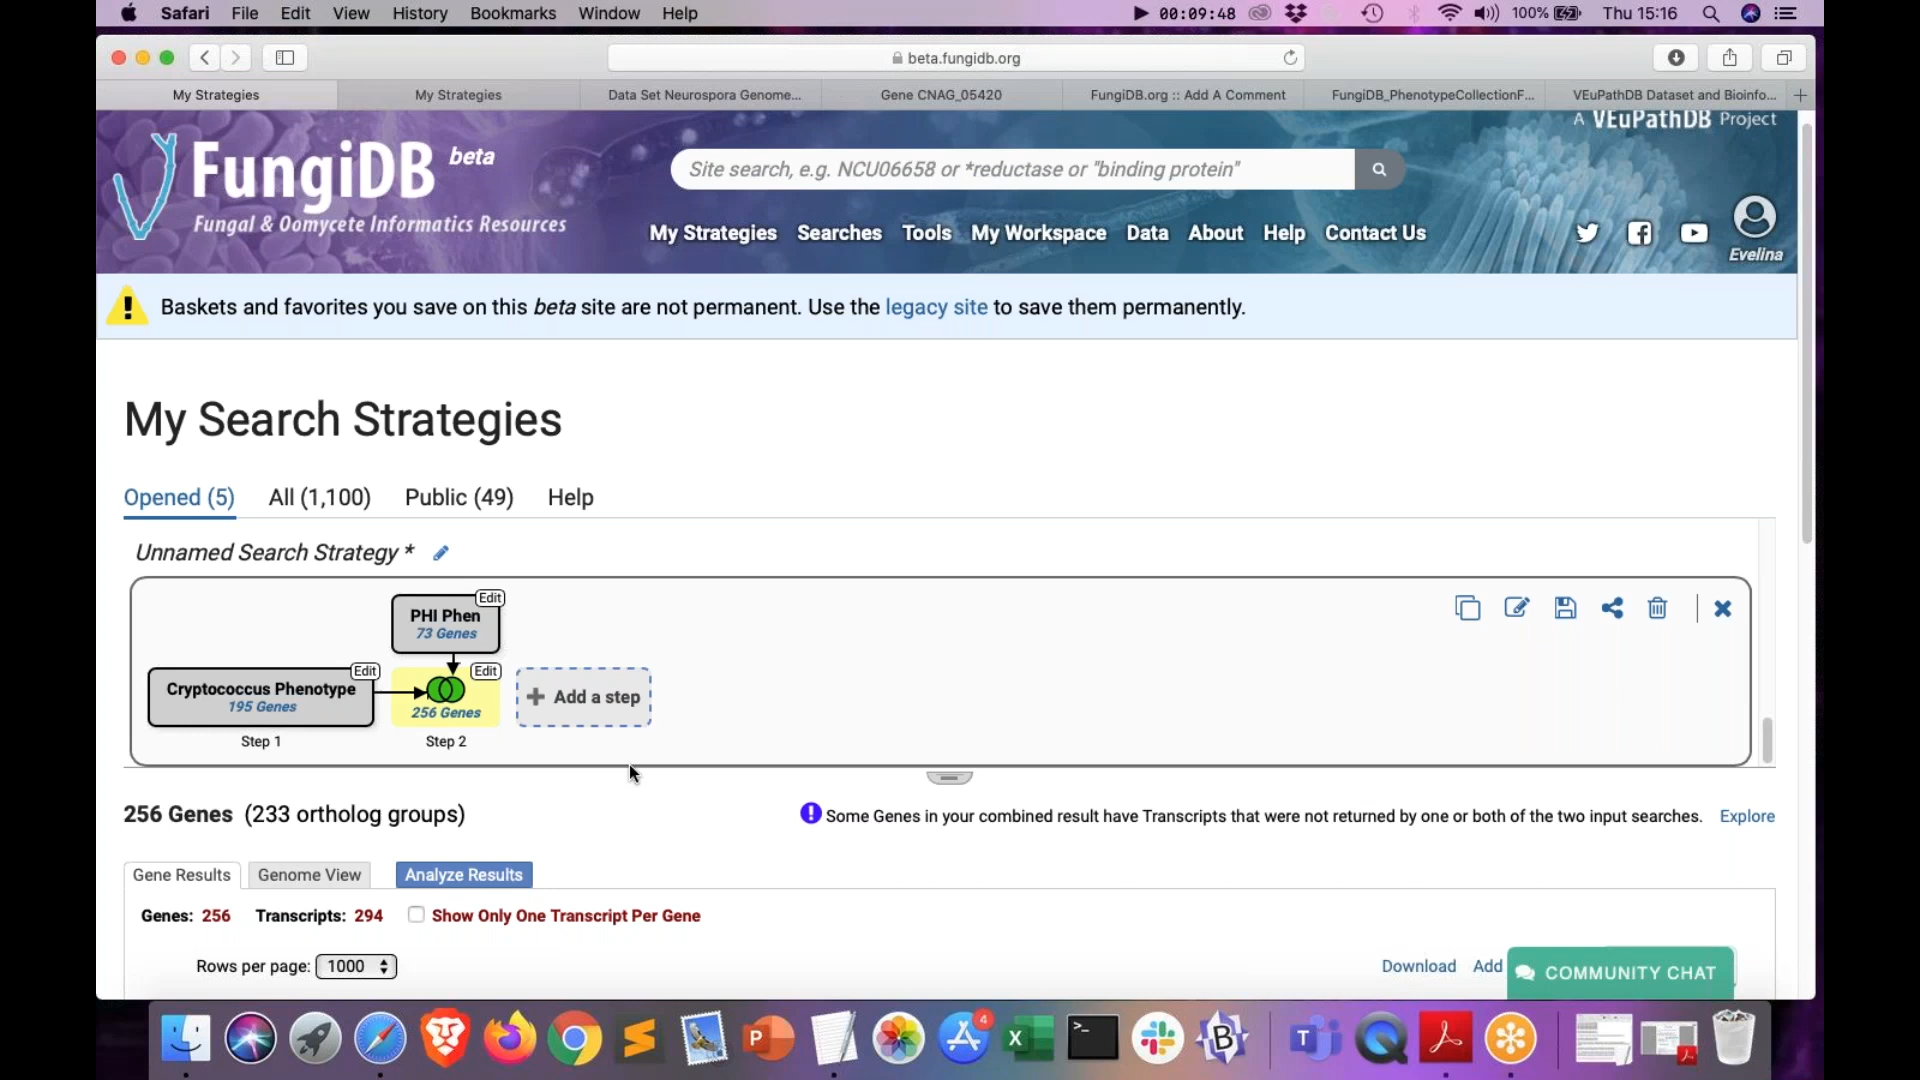 Safari File Edit View History Bookmarks Window Help 00:09:48 100% Thu 15:16
beta.fungidb.org
My Strategies My Strategies Data Set Neurospora Genome... Gene CNAG_05420 FungiDB.org :: Add A Comment FungiDB_PhenotypeCollectionF... VEuPathDB Dataset and Bioinfo...
A VEuPathDB Project
FungiDB beta
Site search, e.g. NCU06658 or *reductase or "binding protein"
Fungal & Oomycete Informatics Resources
My Strategies Searches Tools My Workspace Data About Help Contact Us
Evelina
Baskets and favorites you save on this beta site are not permanent. Use the legacy site to save them permanently.
My Search Strategies
Opened (5) All (1,100) Public (49) Help
Unnamed Search Strategy *
Edit
PHI Phen
73 Genes
Edit Edit
Cryptococcus Phenotype
195 Genes
256 Genes
+ Add a step
Step 1 Step 2
256 Genes (233 ortholog groups)
Some Genes in your combined result have Transcripts that were not returned by one or both of the two input searches. Explore
Gene Results Genome View Analyze Results
Genes: 256 Transcripts: 294 Show Only One Transcript Per Gene
Rows per page: 1000
Download Add
COMMUNITY CHAT
4